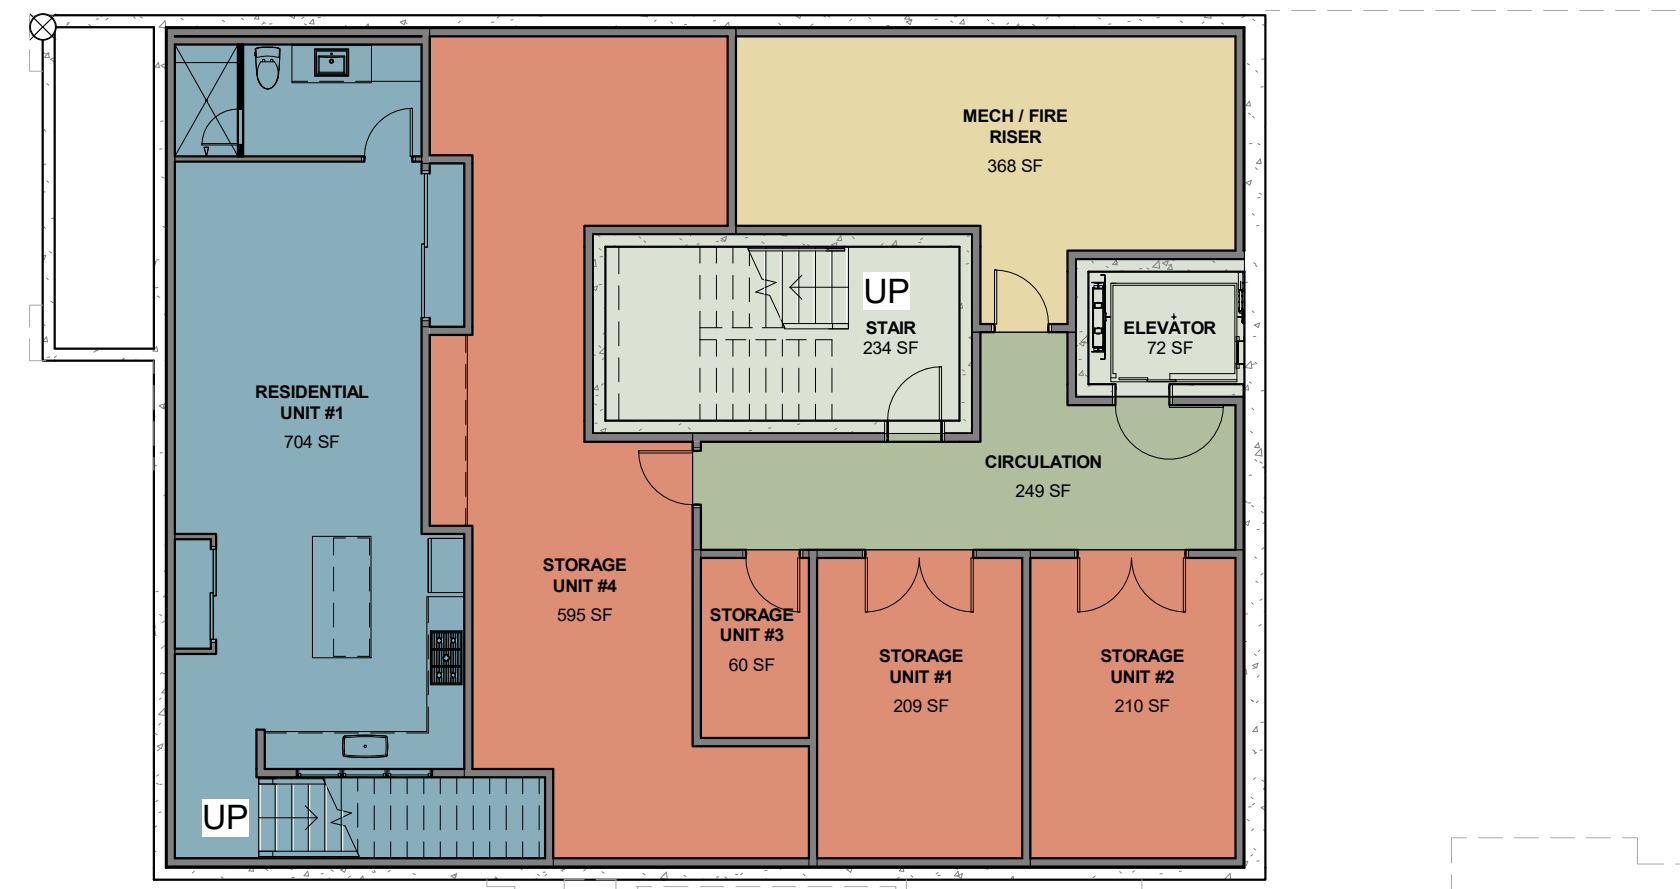 MECH / FIRE
RISER
368 SF
UP
STAIR
234 SF
ELEVATOR
72 SF
RESIDENTIAL
UNIT #1
704 SF
CIRCULATION
249 SF
STORAGE
UNIT #4
595 SF
STORAGE
UNIT #3
60 SF
STORAGE
UNIT #1
209 SF
STORAGE
UNIT #2
210 SF
UP